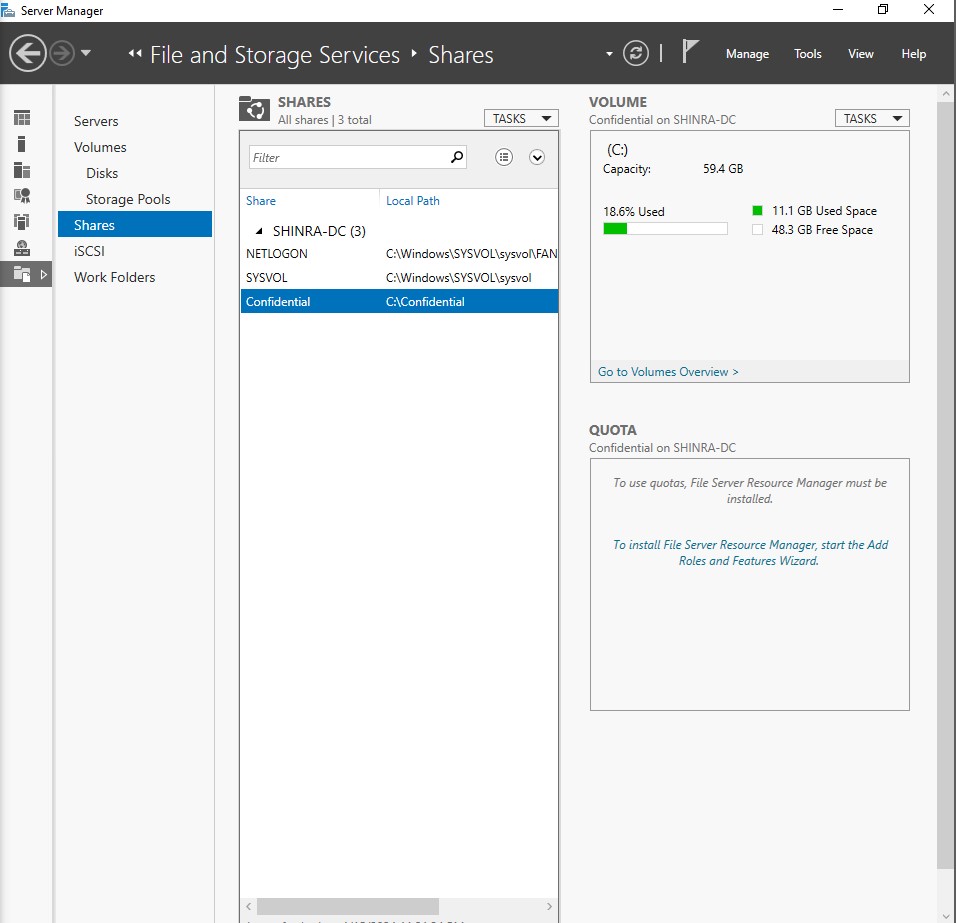 Server Manager
File and Storage Services
Shares
Manage
Tools
View
Help
Servers
Volumes
Disks
Storage Pools
Shares
iSCSI
Work Folders
SHARES
All shares | 3 total
TASKS
Filter
Share Local Path
SHINRA-DC (3)
NETLOGON C:\Windows\SYSVOL\sysvol\FAN
SYSVOL C:\Windows\SYSVOL\sysvol
Confidential C:\Confidential
VOLUME
Confidential on SHINRA-DC
TASKS
(C:)
Capacity: 59.4 GB
18.6% Used
11.1 GB Used Space
48.3 GB Free Space
Go to Volumes Overview >
QUOTA
Confidential on SHINRA-DC
To use quotas, File Server Resource Manager must be
installed.
To install File Server Resource Manager, start the Add
Roles and Features Wizard.